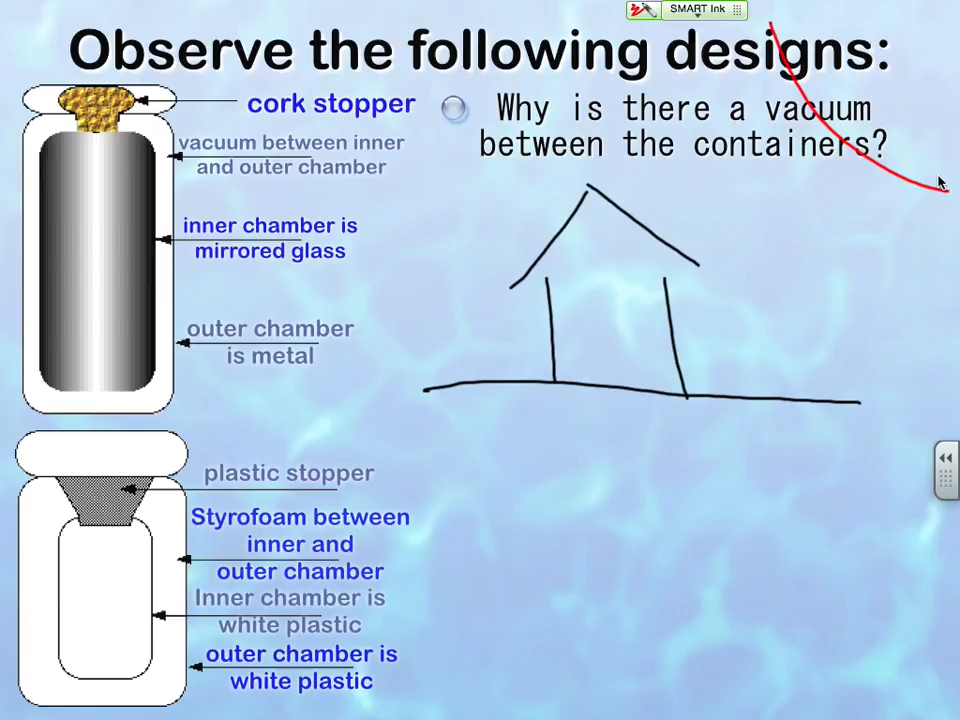 SMART Ink
Observe the following designs:
cork stopper
vacuum between inner
and outer chamber
inner chamber is
mirrored glass
outer chamber
is metal
Why is there a vacuum
between the containers?
plastic stopper
Styrofoam between
inner and
outer chamber
Inner chamber is
white plastic
outer chamber is
white plastic